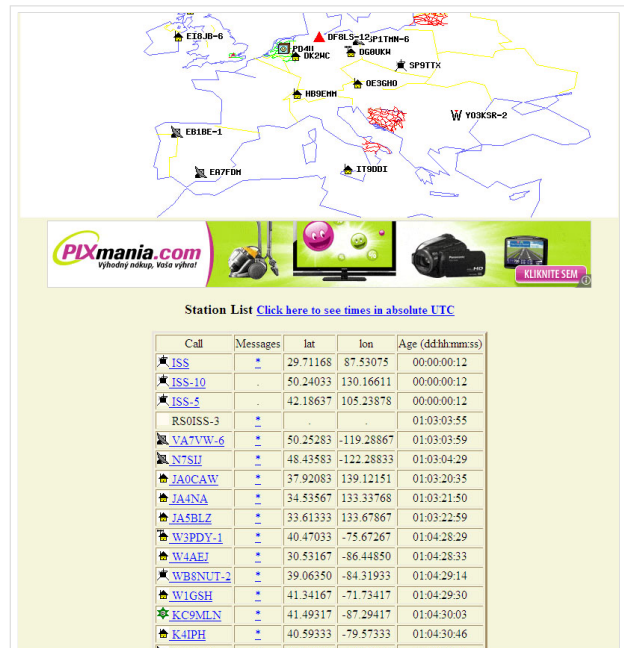 EI8JB-6
DF8LS-12
SP1TMN-6
PD4U
DK2WC
DG0UKW
SP9TTX
OE3GHO
HB9EMM
YO3KSR-2
EB1BE-1
EA7FDM
IT9DDI
PIXmania.com
Výhodný nákup, Vaša výhra!
KLIKNITE SEM
Station List Click here to see times in absolute UTC
Call Messages lat lon Age (dd:hh:mm:ss)
ISS * 29.71168 87.53075 00:00:00:12
ISS-10 . 50.24033 130.16611 00:00:00:12
ISS-5 . 42.18637 105.23878 00:00:00:12
RS0ISS-3 * . . 01:03:03:55
VA7VW-6 * 50.25283 -119.28867 01:03:03:59
N7SIJ * 48.43583 -122.28833 01:03:04:29
JA0CAW * 37.92083 139.12151 01:03:20:35
JA4NA * 34.53567 133.33768 01:03:21:50
JA5BLZ * 33.61333 133.67867 01:03:22:59
W3PDY-1 * 40.47033 -75.67267 01:04:28:29
W4AEJ * 30.53167 -86.44850 01:04:28:33
WB8NUT-2 * 39.06350 -84.31933 01:04:29:14
W1GSH * 41.34167 -71.73417 01:04:29:30
KC9MLN * 41.49317 -87.29417 01:04:30:03
K4IPH * 40.59333 -79.57333 01:04:30:46